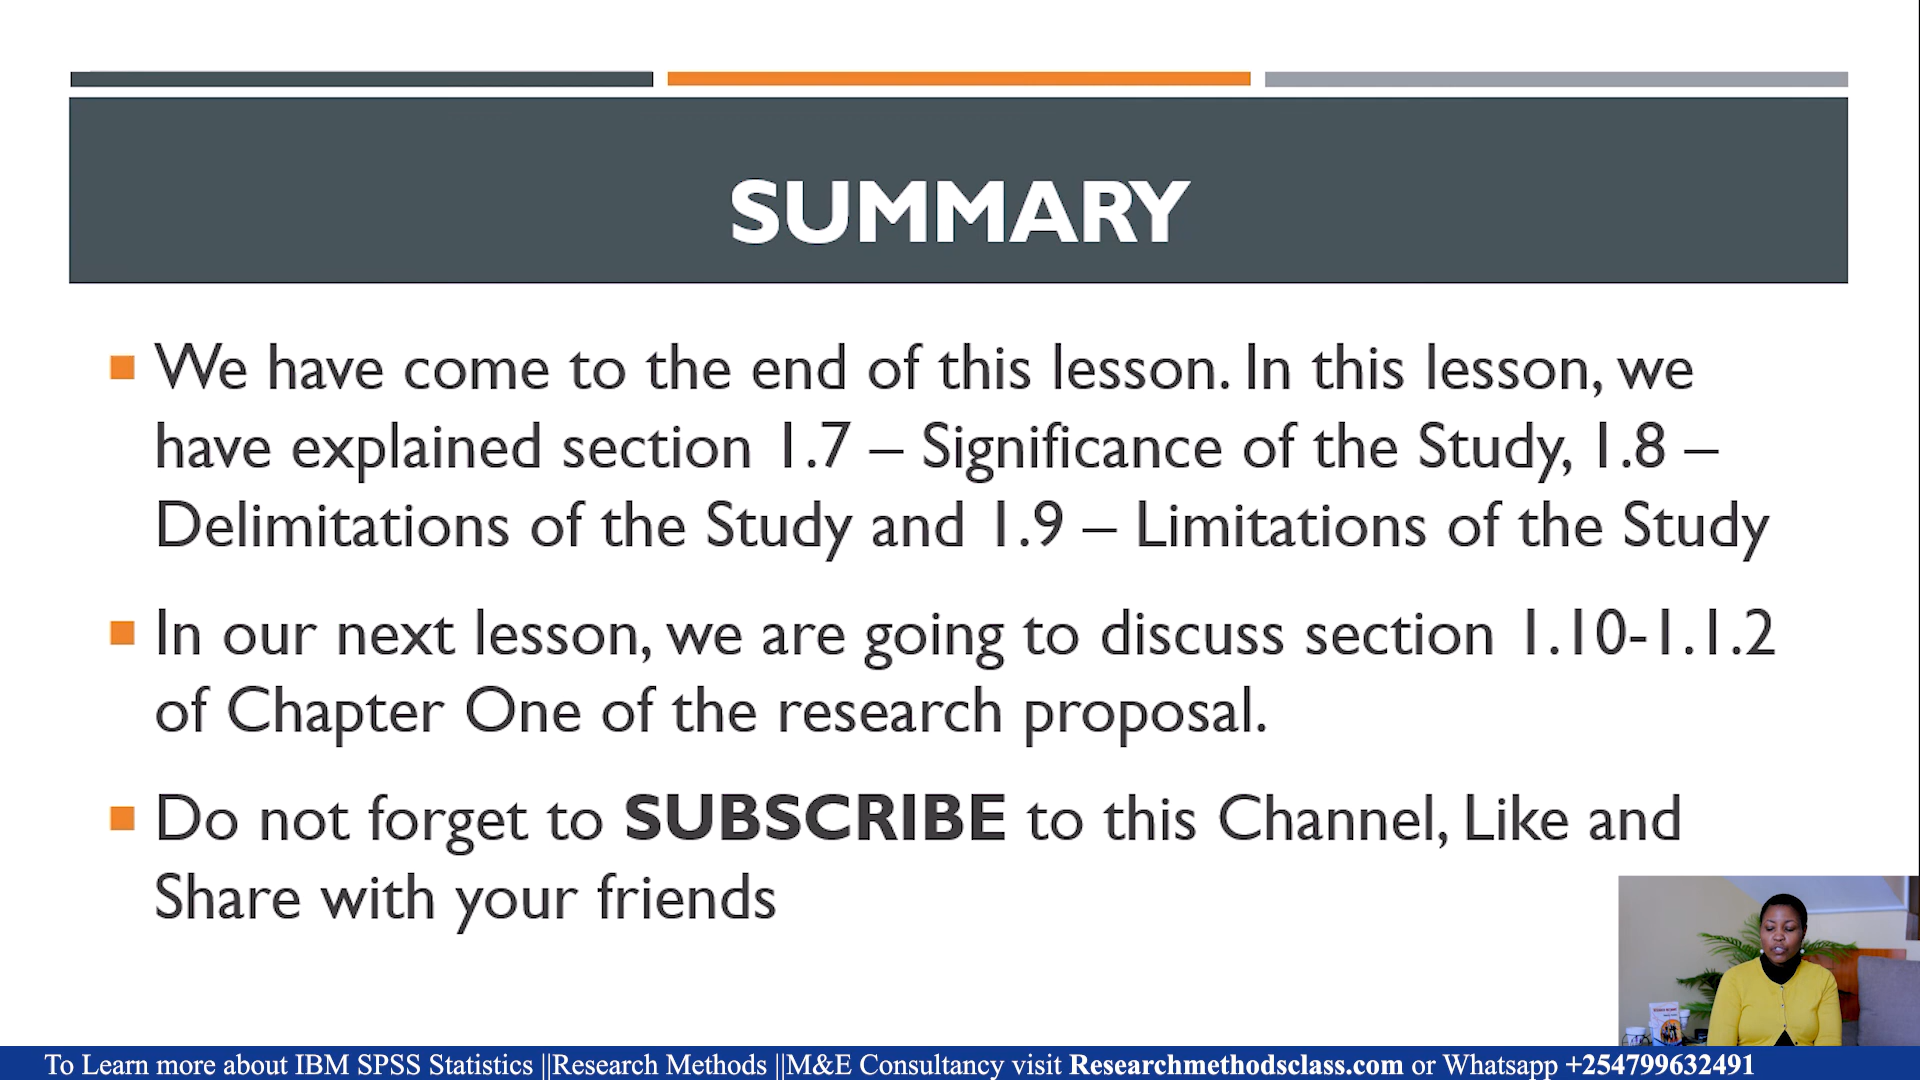 SUMMARY
We have come to the end of this lesson. In this lesson, we
have explained section 1.7 – Significance of the Study, 1.8 –
Delimitations of the Study and 1.9 – Limitations of the Study
In our next lesson, we are going to discuss section 1.10-1.1.2
of Chapter One of the research proposal.
Do not forget to SUBSCRIBE to this Channel, Like and
Share with your friends
To Learn more about IBM SPSS Statistics ||Research Methods ||M&E Consultancy visit Researchmethodsclass.com or Whatsapp +254799632491